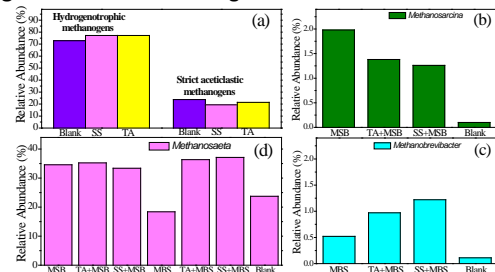 (a)
Hydrogenotrophic
methanogens
Strict aceticlastic
methanogens
Relative Abundance (%)
90
80
70
60
50
40
30
20
10
0
Blank SS TA Blank SS TA
(b)
Methanosarcina
Relative Abundance (%)
2.0
1.5
1.0
0.5
0.0
MSB TA+MSB SS+MSB Blank
(d)
Methanosaeta
Relative Abundance (%)
40
30
20
10
0
MSB TA+MSB SS+MSB MBS TA+MBS SS+MBS Blank
(c)
Methanobrevibacter
Relative Abundance (%)
2.0
1.5
1.0
0.5
0.0
MBS TA+MBS SS+MBS Blank